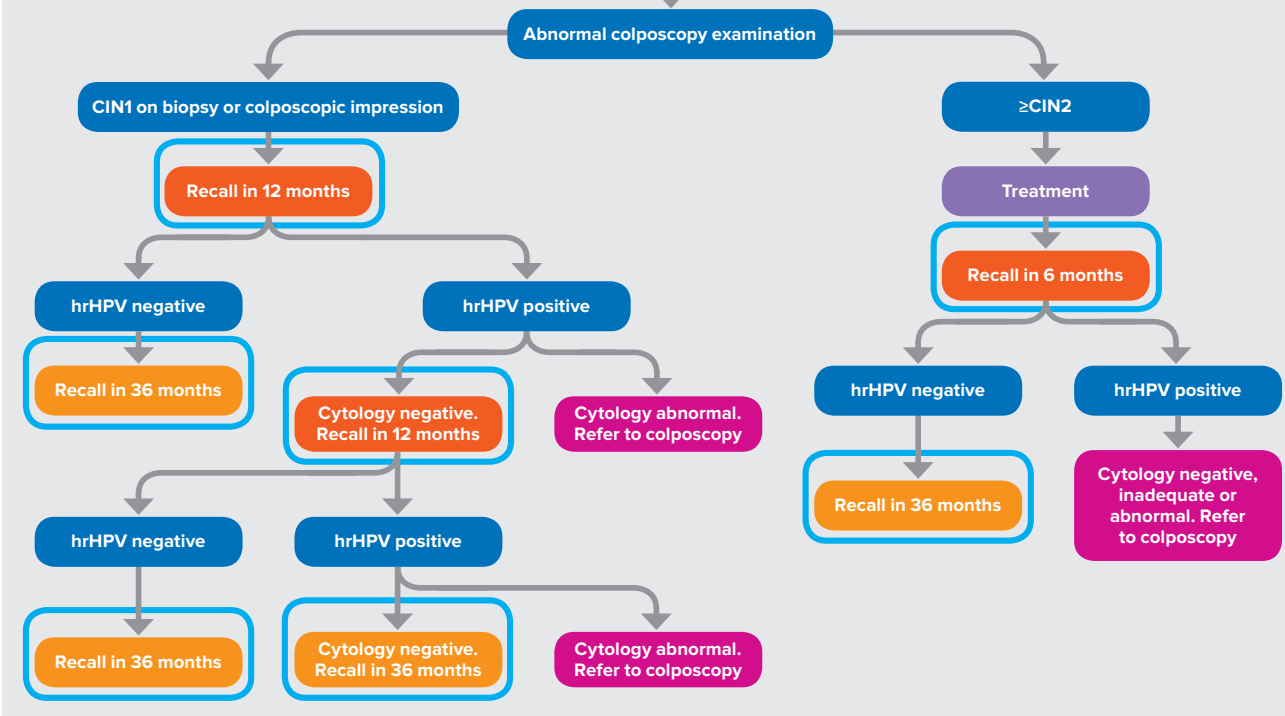 Abnormal colposcopy examination
CIN1 on biopsy or colposcopic impression
≥CIN2
Recall in 12 months
Treatment
Recall in 6 months
hrHPV negative
hrHPV positive
hrHPV negative
hrHPV positive
Recall in 36 months
Cytology negative.
Recall in 12 months
Cytology abnormal.
Refer to colposcopy
Recall in 36 months
Cytology negative,
inadequate or
abnormal. Refer
to colposcopy
hrHPV negative
hrHPV positive
Recall in 36 months
Cytology negative.
Recall in 36 months
Cytology abnormal.
Refer to colposcopy